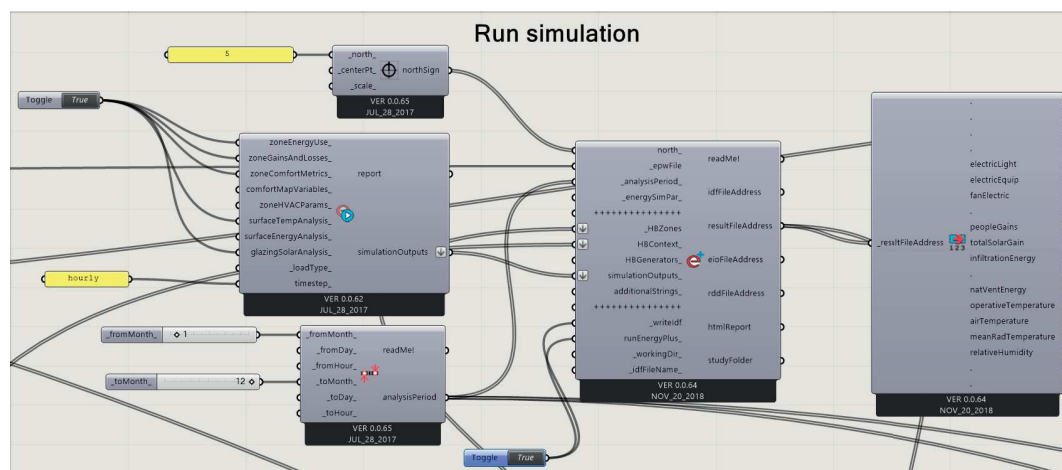 Run simulation
5
_north_
_centerPt_
_scale_
northSign
VER 0.0.65
JUL_28_2017
Toggle True
zoneEnergyUse_
zoneGainsAndLosses_
zoneComfortMetrics_
comfortMapVariables_
zoneHVACParams_
surfaceTempAnalysis_
surfaceEnergyAnalysis_
glazingSolarAnalysis_
_loadType_
timestep_
report
simulationOutputs
VER 0.0.62
JUL_28_2017
hourly
_fromMonth_ 1
_toMonth_ 12
_fromMonth_
_fromDay_
_fromHour_
_toMonth_
_toDay_
_toHour_
readMe!
analysisPeriod
VER 0.0.65
JUL_28_2017
north_
_epwFile
_analysisPeriod_
_energySimPar_
+++++++++++++++
_HBZones
HBContext_
HBGenerators_
simulationOutputs_
additionalStrings_
+++++++++++++++
_writeIdf
runEnergyPlus_
_workingDir_
_idfFileName_
readMe!
idfFileAddress
resultFileAddress
eioFileAddress
rddFileAddress
htmlReport
studyFolder
VER 0.0.64
NOV_20_2018
Toggle True
_resultFileAddress
123
.
.
.
.
electricLight
electricEquip
fanElectric
.
peopleGains
totalSolarGain
infiltrationEnergy
.
natVentEnergy
operativeTemperature
airTemperature
meanRadTemperature
relativeHumidity
.
.
VER 0.0.64
NOV_20_2018